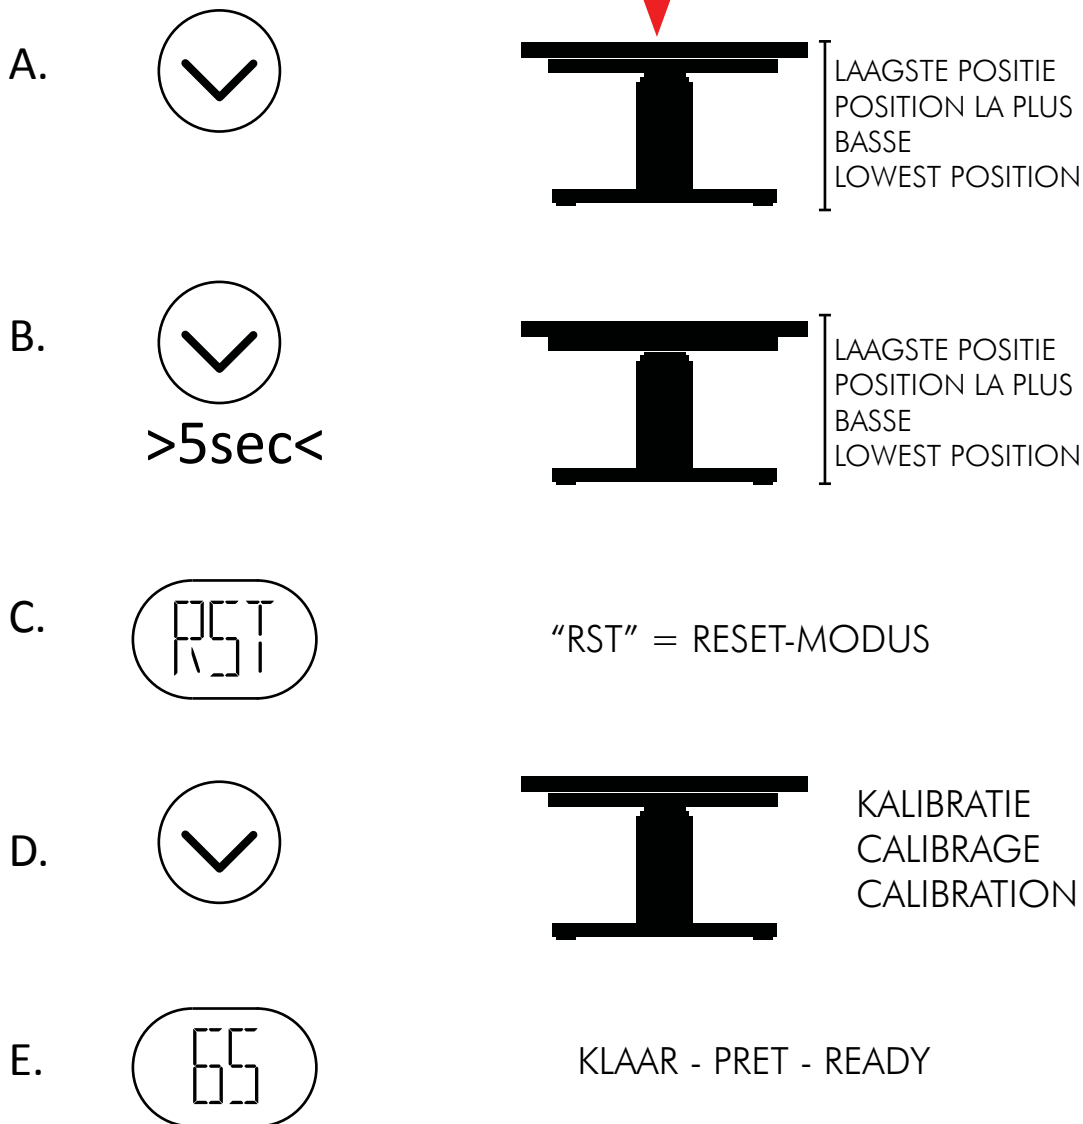 A.
LAAGSTE POSITIE
POSITION LA PLUS
BASSE
LOWEST POSITION
B.
>5sec<
LAAGSTE POSITIE
POSITION LA PLUS
BASSE
LOWEST POSITION
C.
RST
“RST” = RESET-MODUS
D.
KALIBRATIE
CALIBRAGE
CALIBRATION
E.
65
KLAAR - PRET - READY